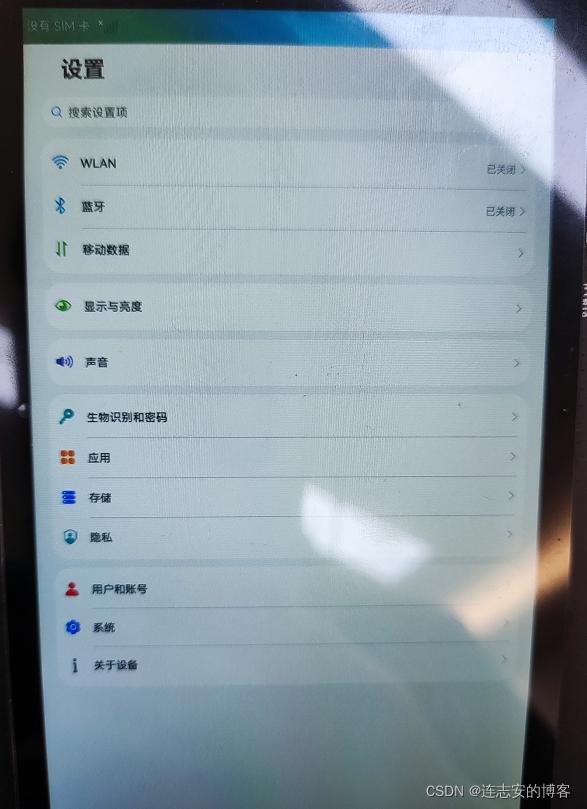 没有 SIM 卡
设置
搜索设置项
WLAN 已关闭
蓝牙 已关闭
移动数据
显示与亮度
声音
生物识别和密码
应用
存储
隐私
用户和账号
系统
关于设备
CSDN @连志安的博客